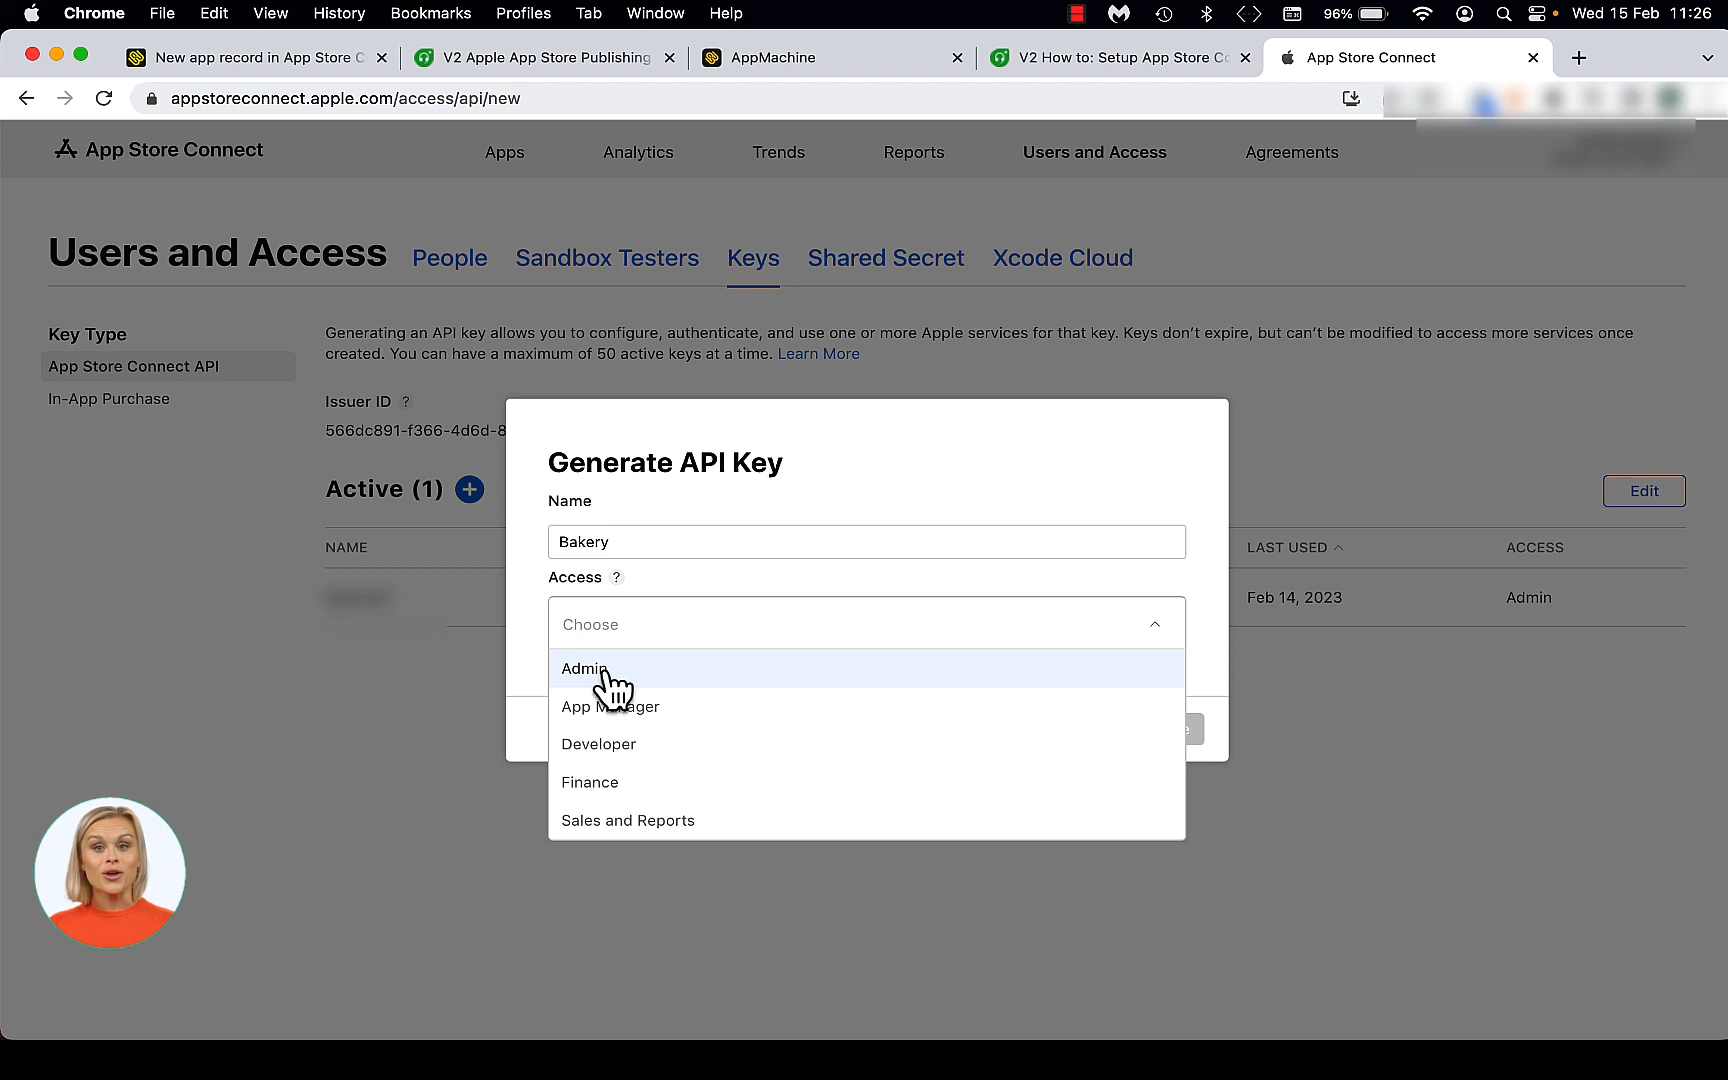 Chrome File Edit View History Bookmarks Profiles Tab Window Help 96% Wed 15 Feb 11:26
New app record in App Store C V2 Apple App Store Publishing AppMachine V2 How to: Setup App Store Co App Store Connect
appstoreconnect.apple.com/access/api/new
App Store Connect Apps Analytics Trends Reports Users and Access Agreements
Users and Access People Sandbox Testers Keys Shared Secret Xcode Cloud
Key Type
App Store Connect API
In-App Purchase
Generating an API key allows you to configure, authenticate, and use one or more Apple services for that key. Keys don’t expire, but can’t be modified to access more services once
created. You can have a maximum of 50 active keys at a time. Learn More
Issuer ID ?
566dc891-f366-4d6d-8
Active (1) +
Edit
NAME LAST USED ACCESS
Feb 14, 2023 Admin
Generate API Key
Name
Bakery
Access ?
Choose
Admin
App Manager
Developer
Finance
Sales and Reports